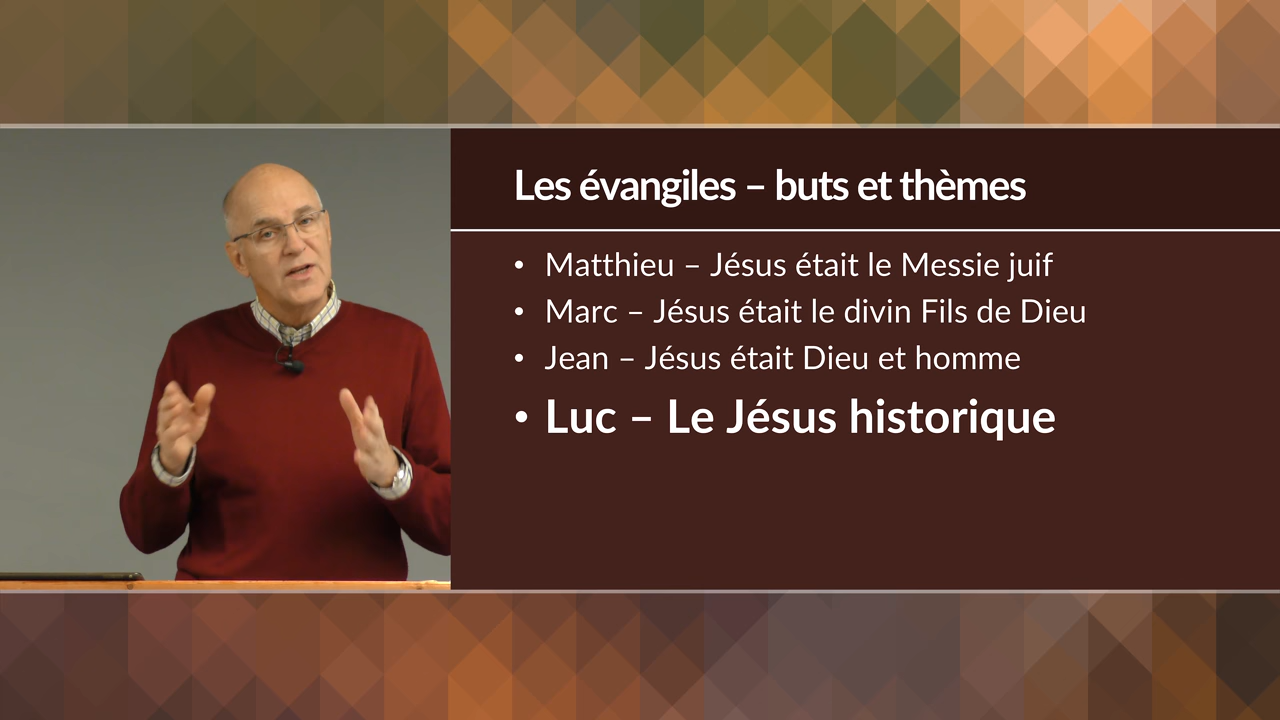 Les évangiles – buts et thèmes
• Matthieu – Jésus était le Messie juif
• Marc – Jésus était le divin Fils de Dieu
• Jean – Jésus était Dieu et homme
• Luc – Le Jésus historique